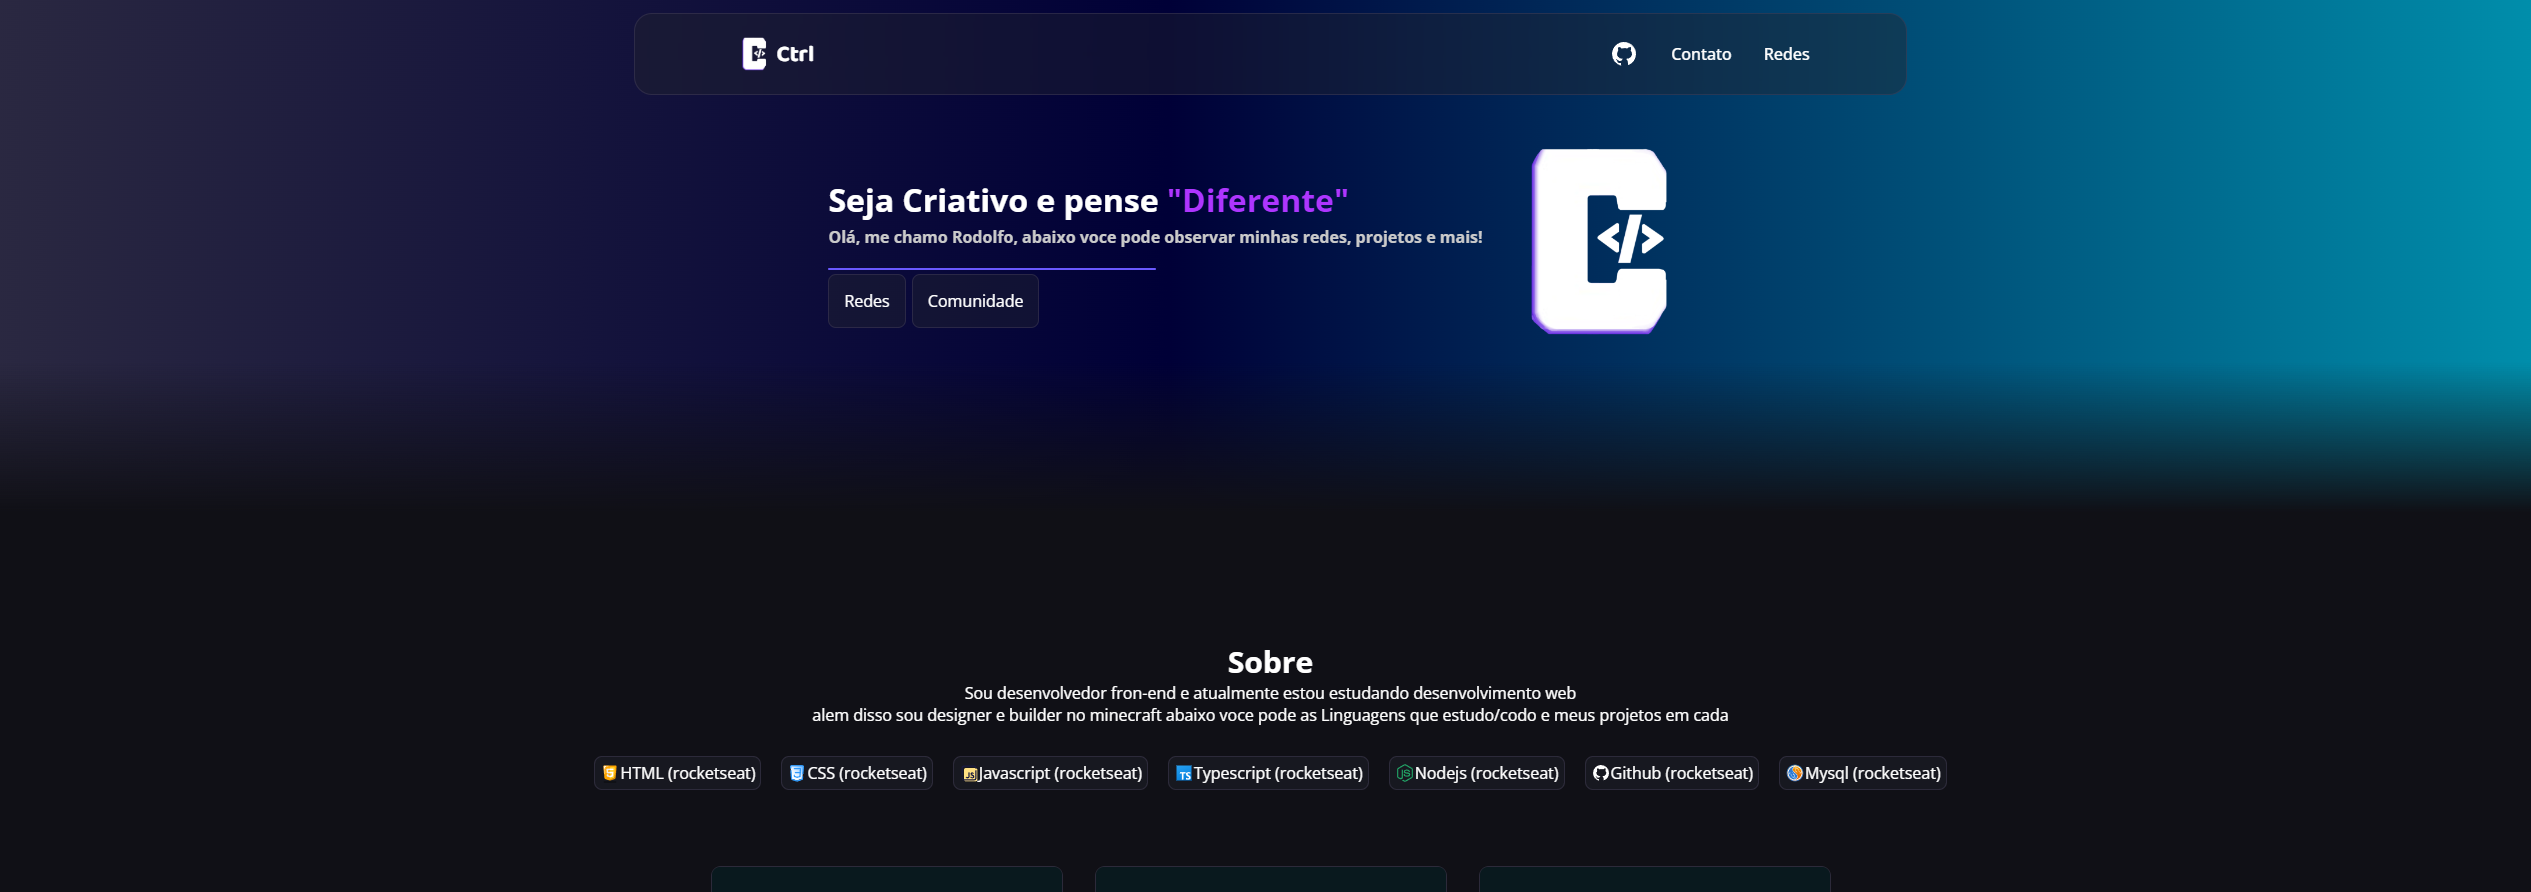 Ctrl
Contato
Redes
Seja Criativo e pense "Diferente"
Olá, me chamo Rodolfo, abaixo voce pode observar minhas redes, projetos e mais!
</>
Redes
Comunidade
Sobre
Sou desenvolvedor fron-end e atualmente estou estudando desenvolvimento web
alem disso sou designer e builder no minecraft abaixo voce pode as Linguagens que estudo/codo e meus projetos em cada
HTML (rocketseat)
CSS (rocketseat)
JS Javascript (rocketseat)
TS Typescript (rocketseat)
JS Nodejs (rocketseat)
Github (rocketseat)
Mysql (rocketseat)